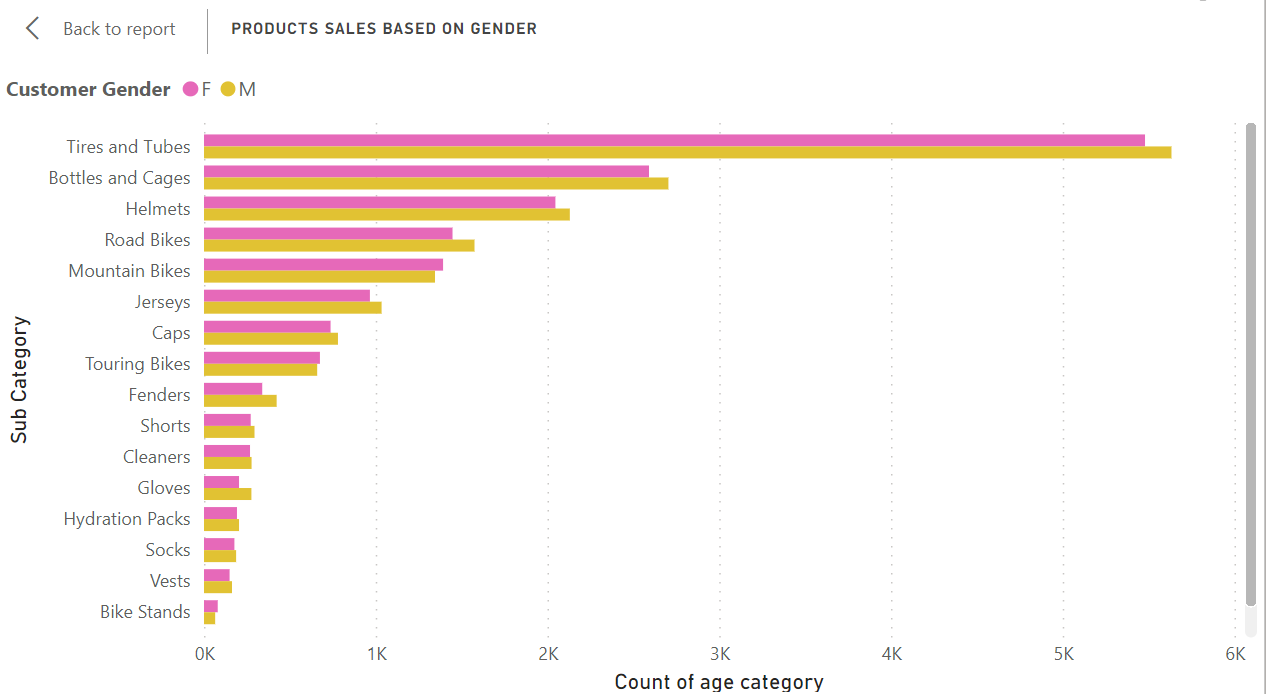 Back to report
PRODUCTS SALES BASED ON GENDER
Customer Gender F M
Sub Category
Tires and Tubes
Bottles and Cages
Helmets
Road Bikes
Mountain Bikes
Jerseys
Caps
Touring Bikes
Fenders
Shorts
Cleaners
Gloves
Hydration Packs
Socks
Vests
Bike Stands
0K 1K 2K 3K 4K 5K 6K
Count of age category